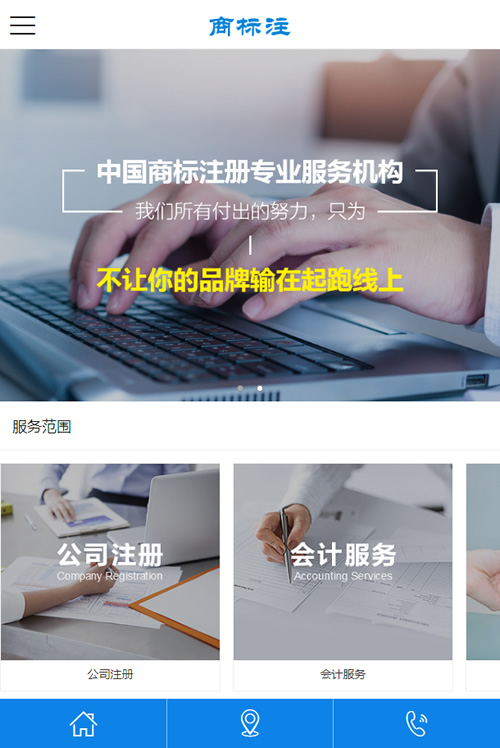 商标注
中国商标注册专业服务机构
我们所有付出的努力，只为
不让你的品牌输在起跑线上
服务范围
公司注册
Company Registration
会计服务
Accounting Services
公司注册
会计服务